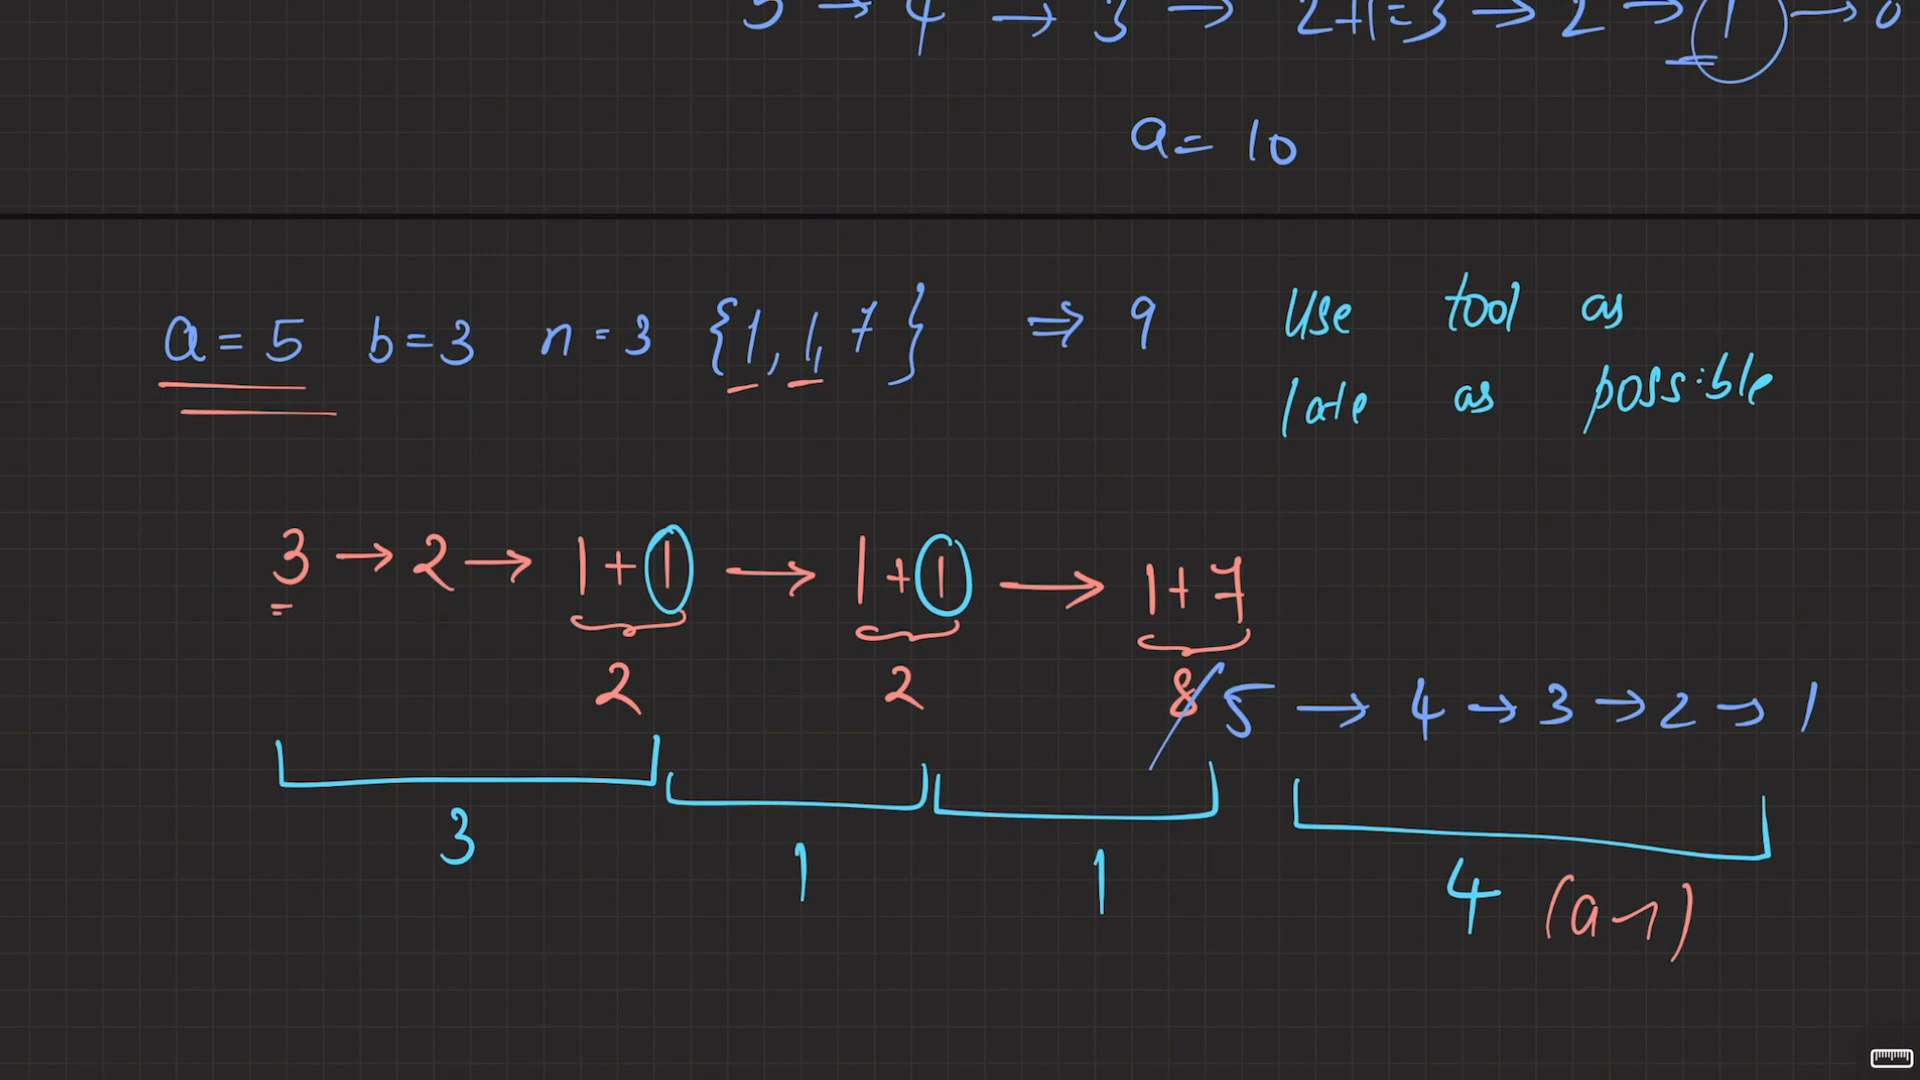 5 → 4 → 3 → 2+1=3 → 2 → 1 → 0
a= 10
a = 5 b=3 n=3 {1, 1, 7} ⇒ 9 Use tool as
late as possible
3 → 2 → 1+1 → 1+1 → 1+7
2 2 8 5 → 4 → 3 → 2 → 1
3 1 1 4 (a-1)